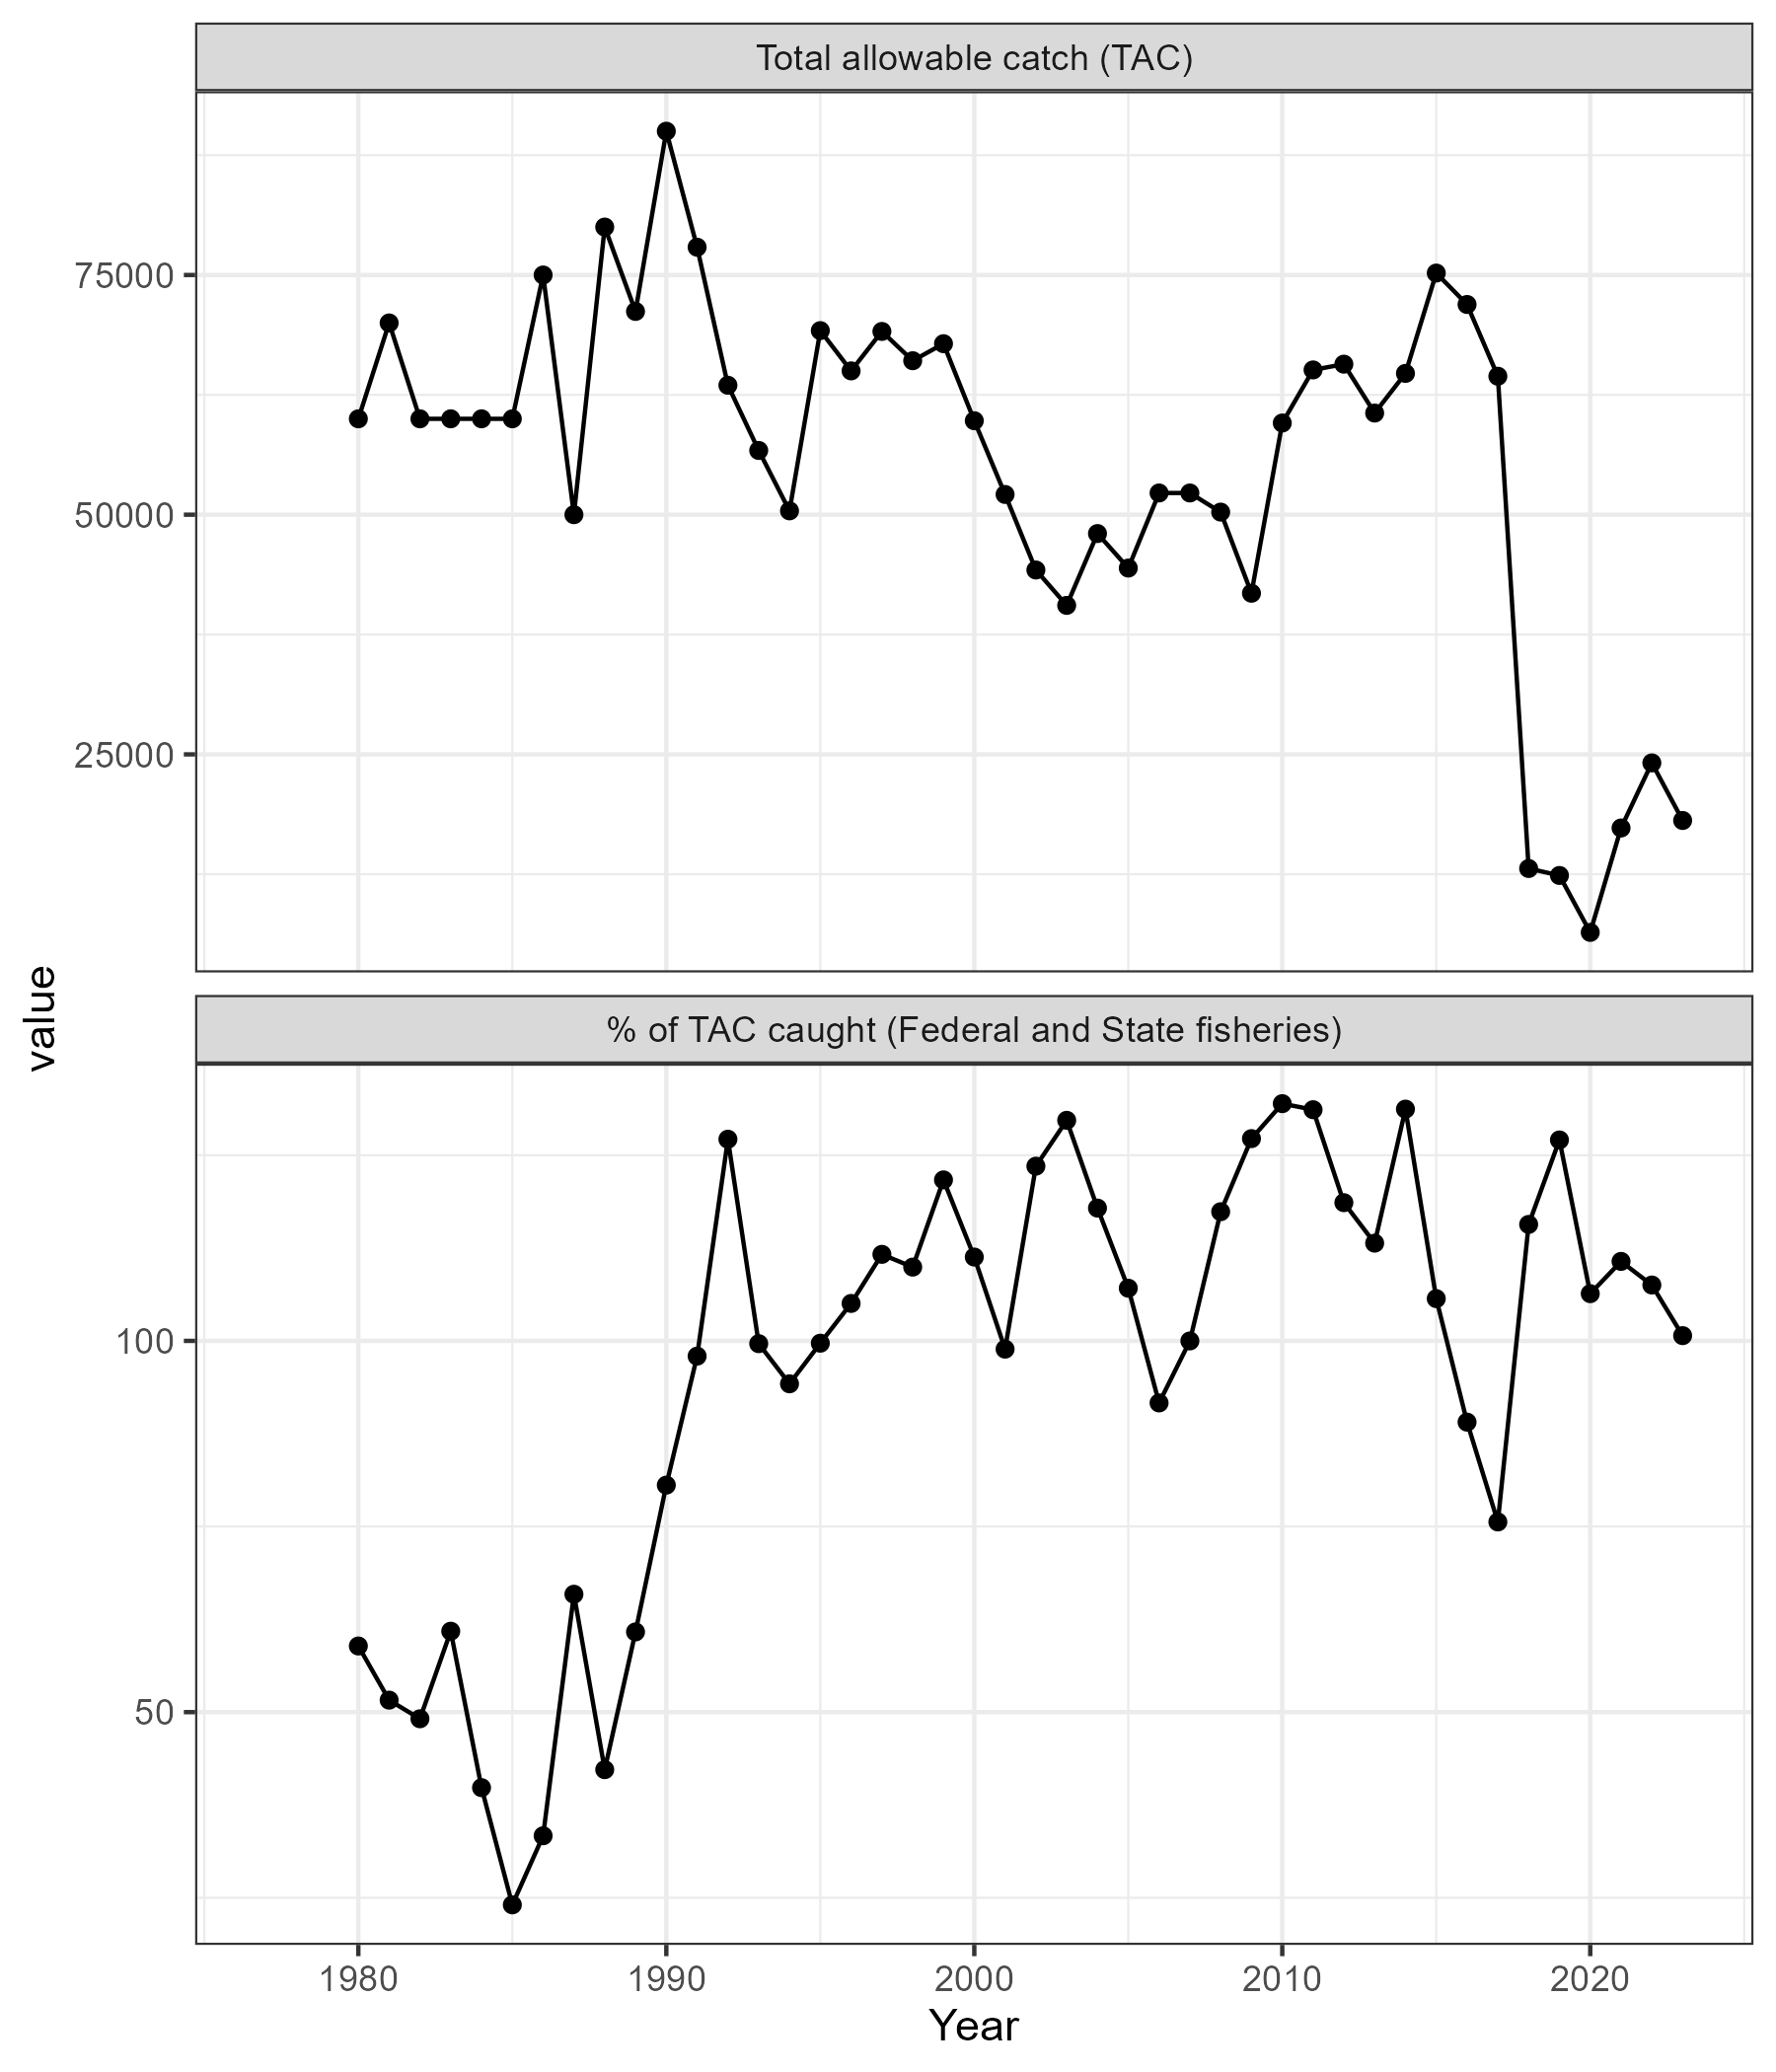 Total allowable catch (TAC)
75000
50000
25000
value
% of TAC caught (Federal and State fisheries)
100
50
1980 1990 2000 2010 2020
Year